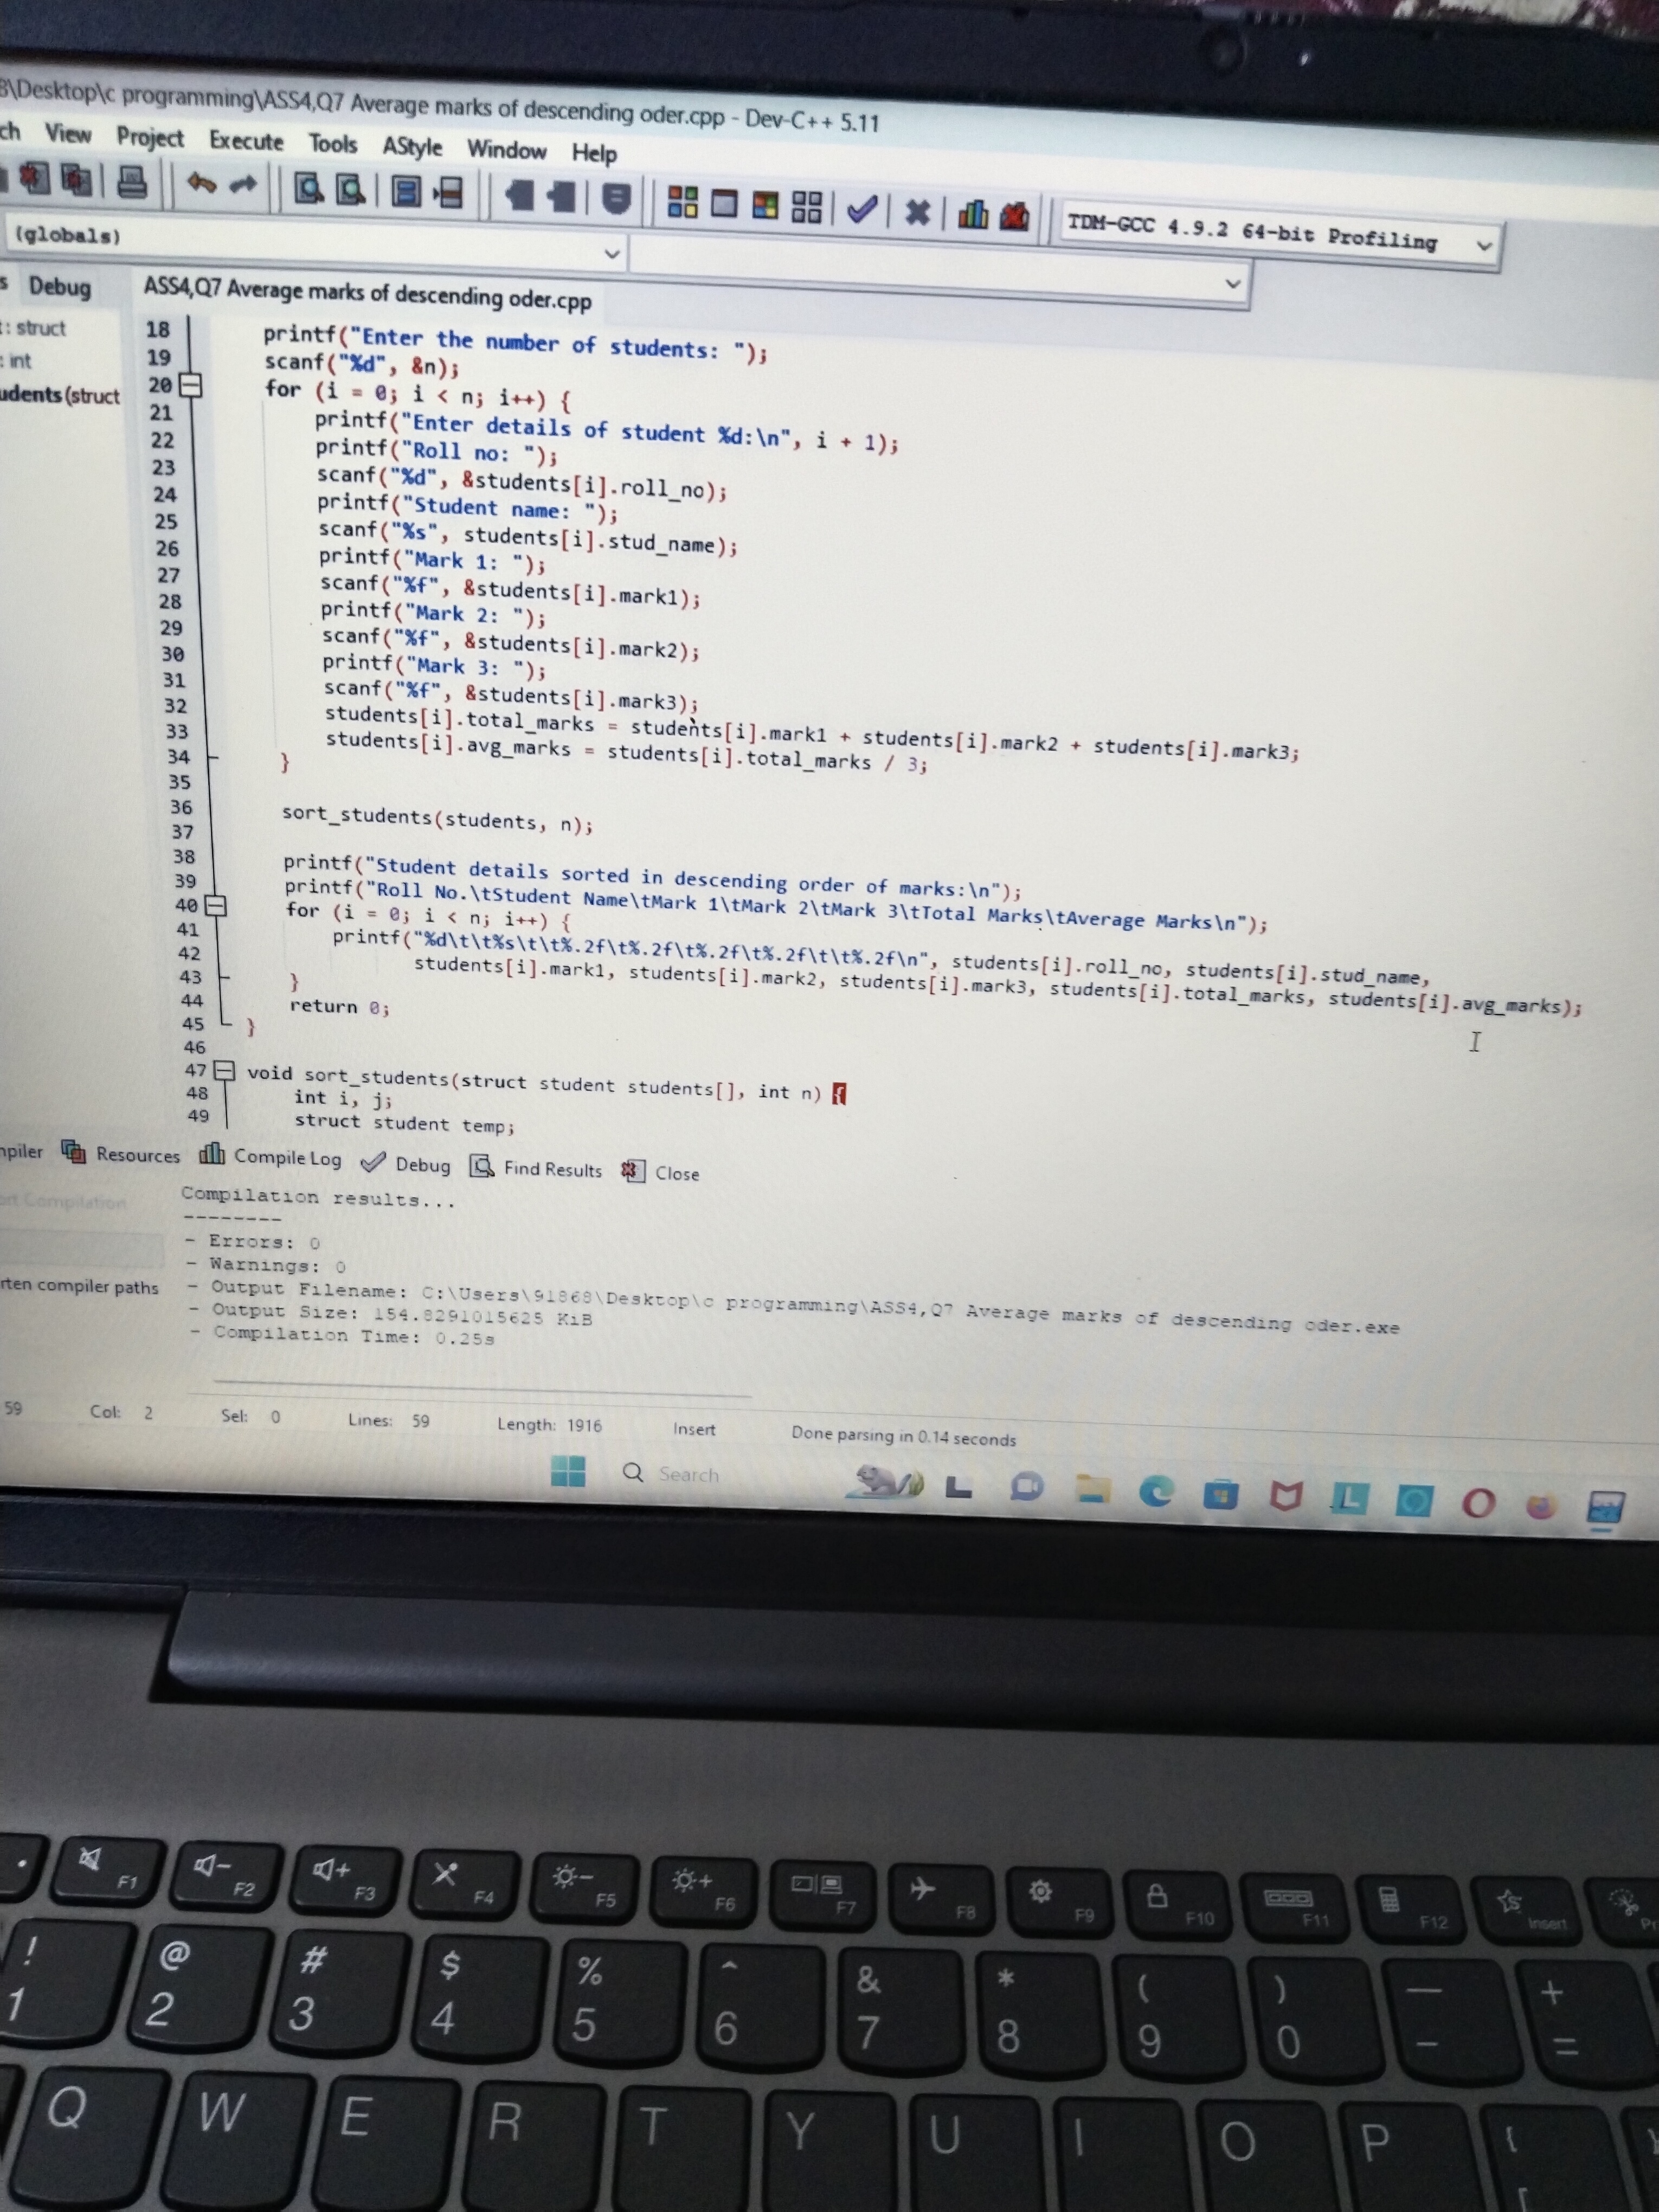 8\Desktop\c programming\ASS4,Q7 Average marks of descending oder.cpp - Dev-C++ 5.11
ch View Project Execute Tools AStyle Window Help
TDM-GCC 4.9.2 64-bit Profiling
(globals)
s Debug ASS4,Q7 Average marks of descending oder.cpp
: struct
: int
udents (struct
18 printf("Enter the number of students: ");
19 scanf("%d", &n);
20 for (i = 0; i < n; i++) {
21 printf("Enter details of student %d:\n", i + 1);
22 printf("Roll no: ");
23 scanf("%d", &students[i].roll_no);
24 printf("Student name: ");
25 scanf("%s", students[i].stud_name);
26 printf("Mark 1: ");
27 scanf("%f", &students[i].mark1);
28 printf("Mark 2: ");
29 scanf("%f", &students[i].mark2);
30 printf("Mark 3: ");
31 scanf("%f", &students[i].mark3);
32 students[i].total_marks = students[i].mark1 + students[i].mark2 + students[i].mark3;
33 students[i].avg_marks = students[i].total_marks / 3;
34 }
35
36 sort_students(students, n);
37
38 printf("Student details sorted in descending order of marks:\n");
39 printf("Roll No.\tStudent Name\tMark 1\tMark 2\tMark 3\tTotal Marks\tAverage Marks\n");
40 for (i = 0; i < n; i++) {
41 printf("%d\t\t%s\t\t%.2f\t%.2f\t%.2f\t%.2f\t\t%.2f\n", students[i].roll_no, students[i].stud_name,
42 students[i].mark1, students[i].mark2, students[i].mark3, students[i].total_marks, students[i].avg_marks);
43 }
44 return 0;
45 }
46
47 void sort_students(struct student students[], int n) {
48 int i, j;
49 struct student temp;
mpiler Resources Compile Log Debug Find Results Close
ort Compilation
Compilation results...
--------
- Errors: 0
- Warnings: 0
rten compiler paths
- Output Filename: C:\Users\91868\Desktop\c programming\ASS4,Q7 Average marks of descending oder.exe
- Output Size: 154.8291015625 KiB
- Compilation Time: 0.25s
59 Col: 2 Sel: 0 Lines: 59 Length: 1916 Insert Done parsing in 0.14 seconds
Search
F1 F2 F3 F4 F5 F6 F7 F8 F9 F10 F11 F12 Insert Pr
! @ # $ % ^ & * ( ) — +
1 2 3 4 5 6 7 8 9 0 - =
Q W E R T Y U I O P {
[